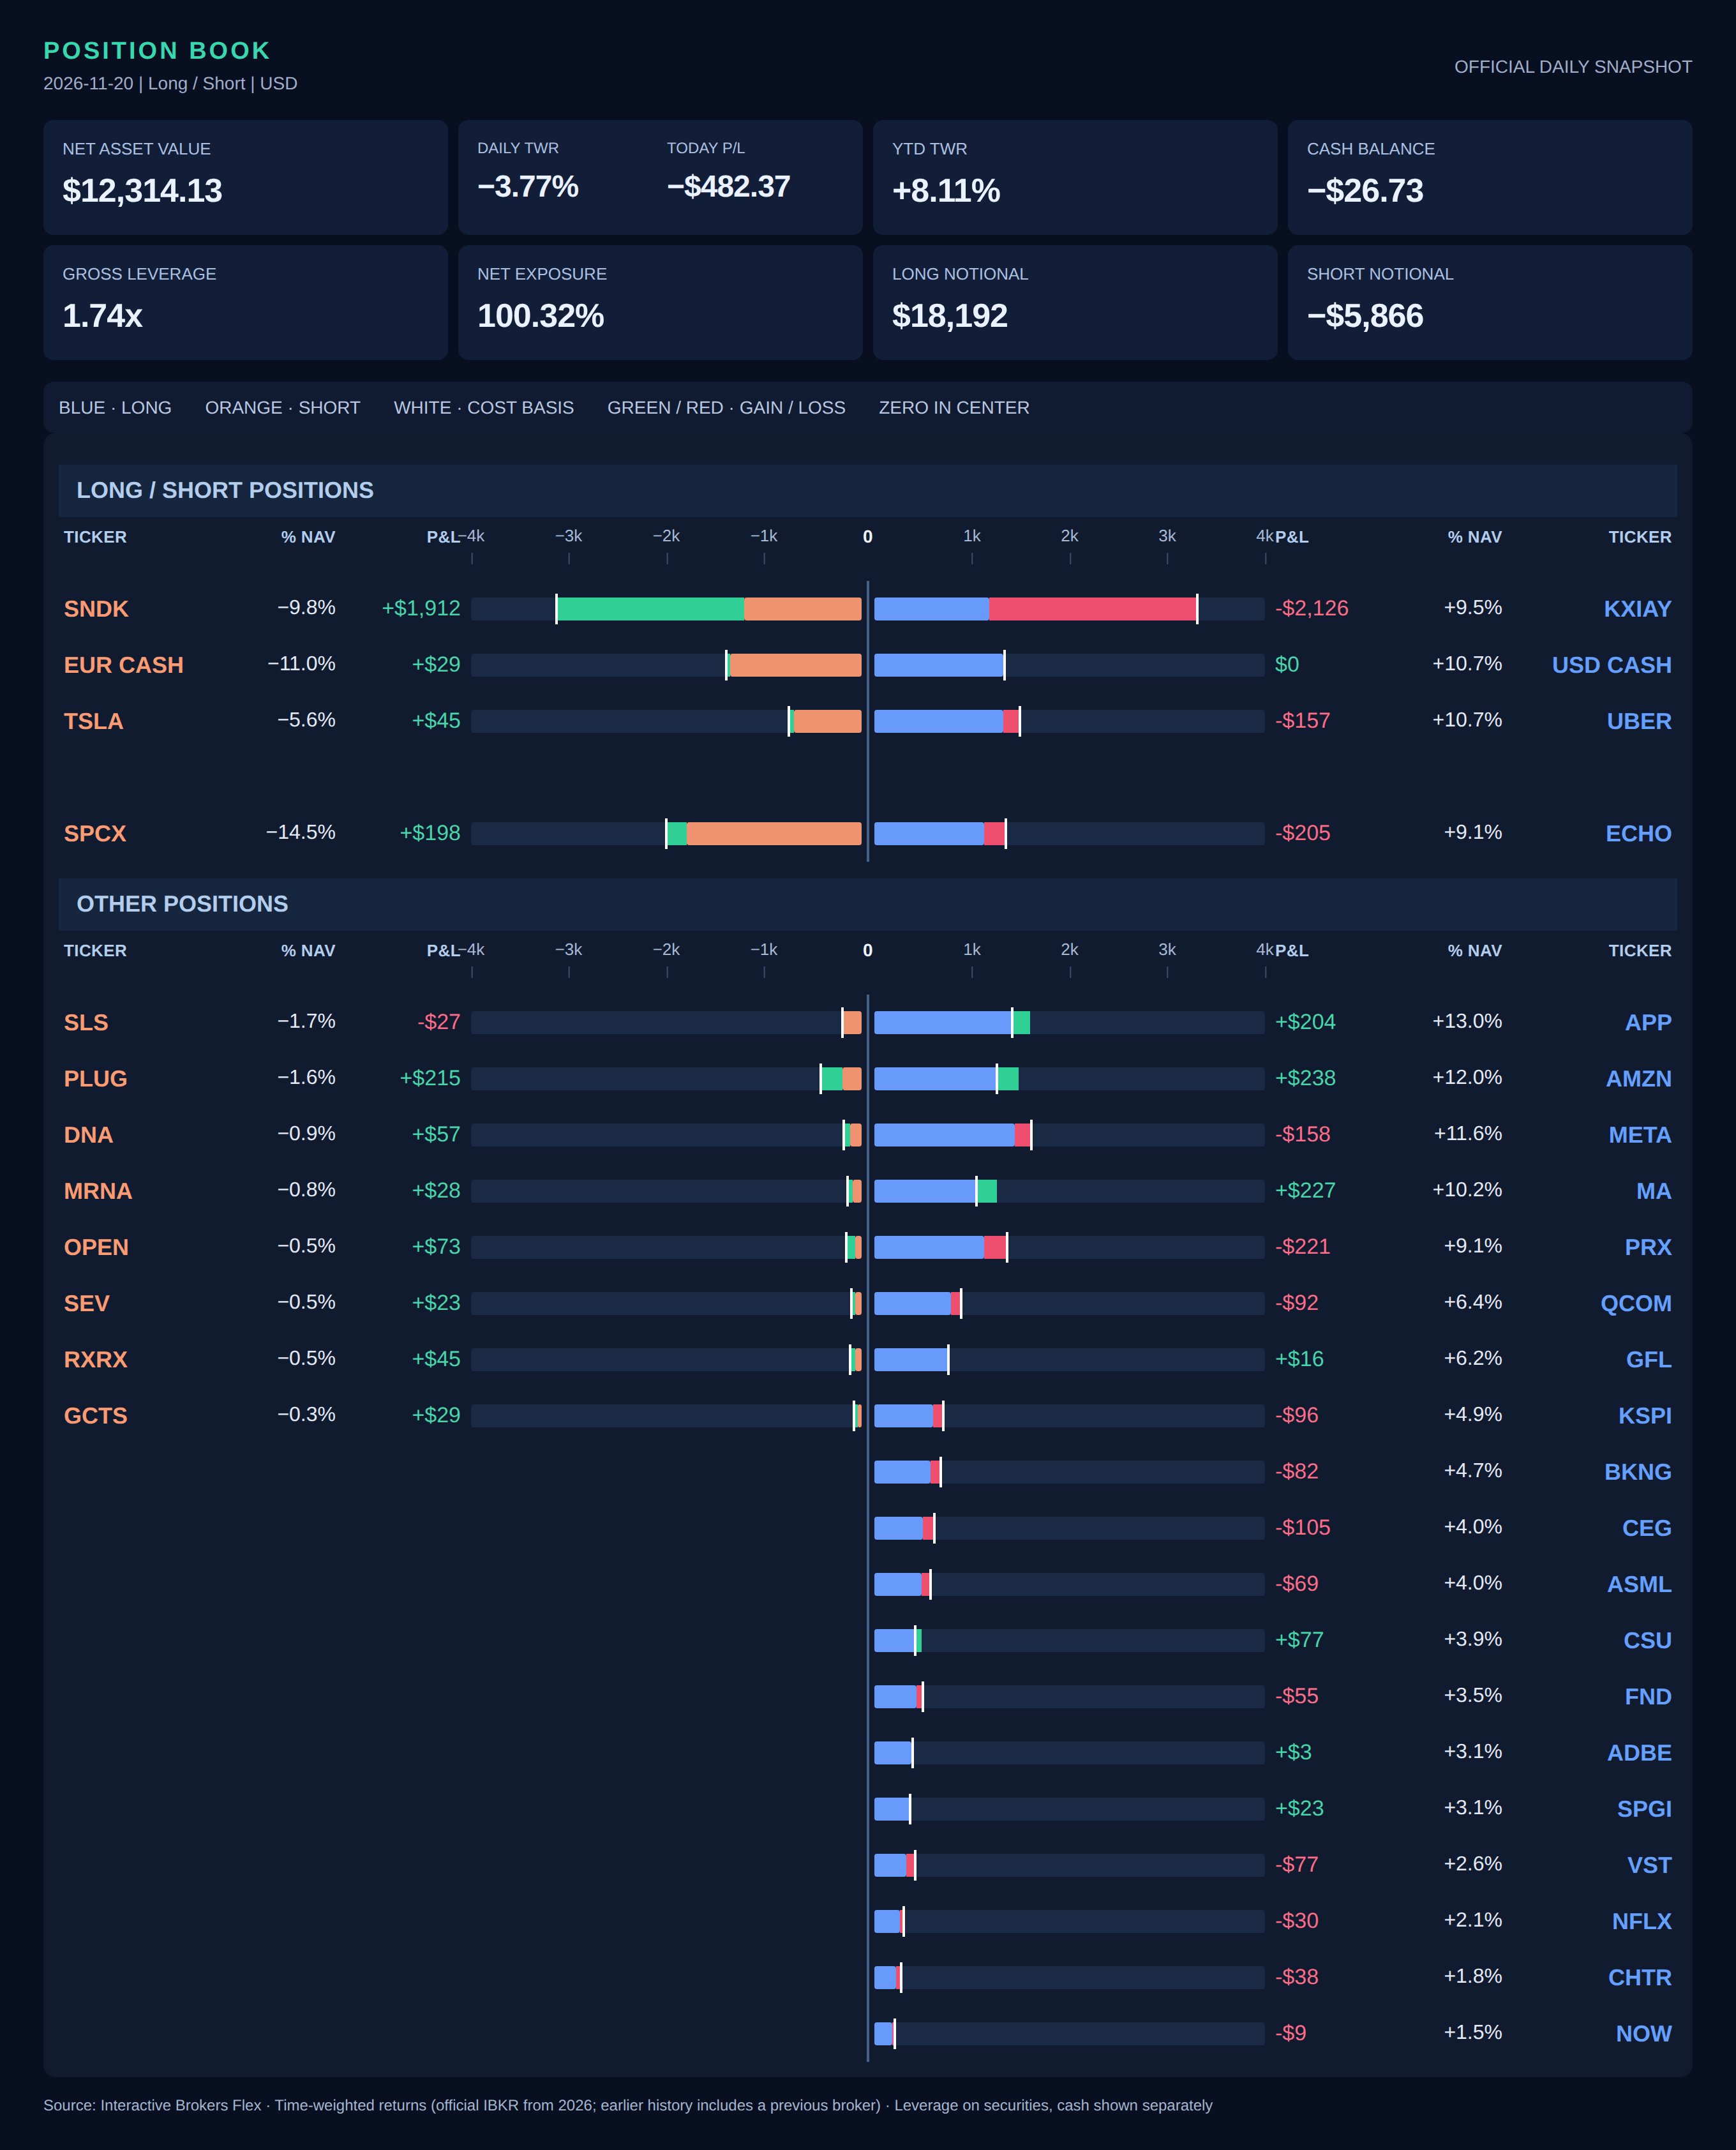 POSITION BOOK
2026-11-20 | Long / Short | USD
OFFICIAL DAILY SNAPSHOT
NET ASSET VALUE
$12,314.13
DAILY TWR
−3.77%
TODAY P/L
−$482.37
YTD TWR
+8.11%
CASH BALANCE
−$26.73
GROSS LEVERAGE
1.74x
NET EXPOSURE
100.32%
LONG NOTIONAL
$18,192
SHORT NOTIONAL
−$5,866
BLUE · LONG ORANGE · SHORT WHITE · COST BASIS GREEN / RED · GAIN / LOSS ZERO IN CENTER
LONG / SHORT POSITIONS
TICKER % NAV P&L −4k −3k −2k −1k 0 1k 2k 3k 4k P&L % NAV TICKER
SNDK −9.8% +$1,912 -$2,126 +9.5% KXIAY
EUR CASH −11.0% +$29 $0 +10.7% USD CASH
TSLA −5.6% +$45 -$157 +10.7% UBER
SPCX −14.5% +$198 -$205 +9.1% ECHO
OTHER POSITIONS
TICKER % NAV P&L −4k −3k −2k −1k 0 1k 2k 3k 4k P&L % NAV TICKER
SLS −1.7% -$27 +$204 +13.0% APP
PLUG −1.6% +$215 +$238 +12.0% AMZN
DNA −0.9% +$57 -$158 +11.6% META
MRNA −0.8% +$28 +$227 +10.2% MA
OPEN −0.5% +$73 -$221 +9.1% PRX
SEV −0.5% +$23 -$92 +6.4% QCOM
RXRX −0.5% +$45 +$16 +6.2% GFL
GCTS −0.3% +$29 -$96 +4.9% KSPI
-$82 +4.7% BKNG
-$105 +4.0% CEG
-$69 +4.0% ASML
+$77 +3.9% CSU
-$55 +3.5% FND
+$3 +3.1% ADBE
+$23 +3.1% SPGI
-$77 +2.6% VST
-$30 +2.1% NFLX
-$38 +1.8% CHTR
-$9 +1.5% NOW
Source: Interactive Brokers Flex · Time-weighted returns (official IBKR from 2026; earlier history includes a previous broker) · Leverage on securities, cash shown separately